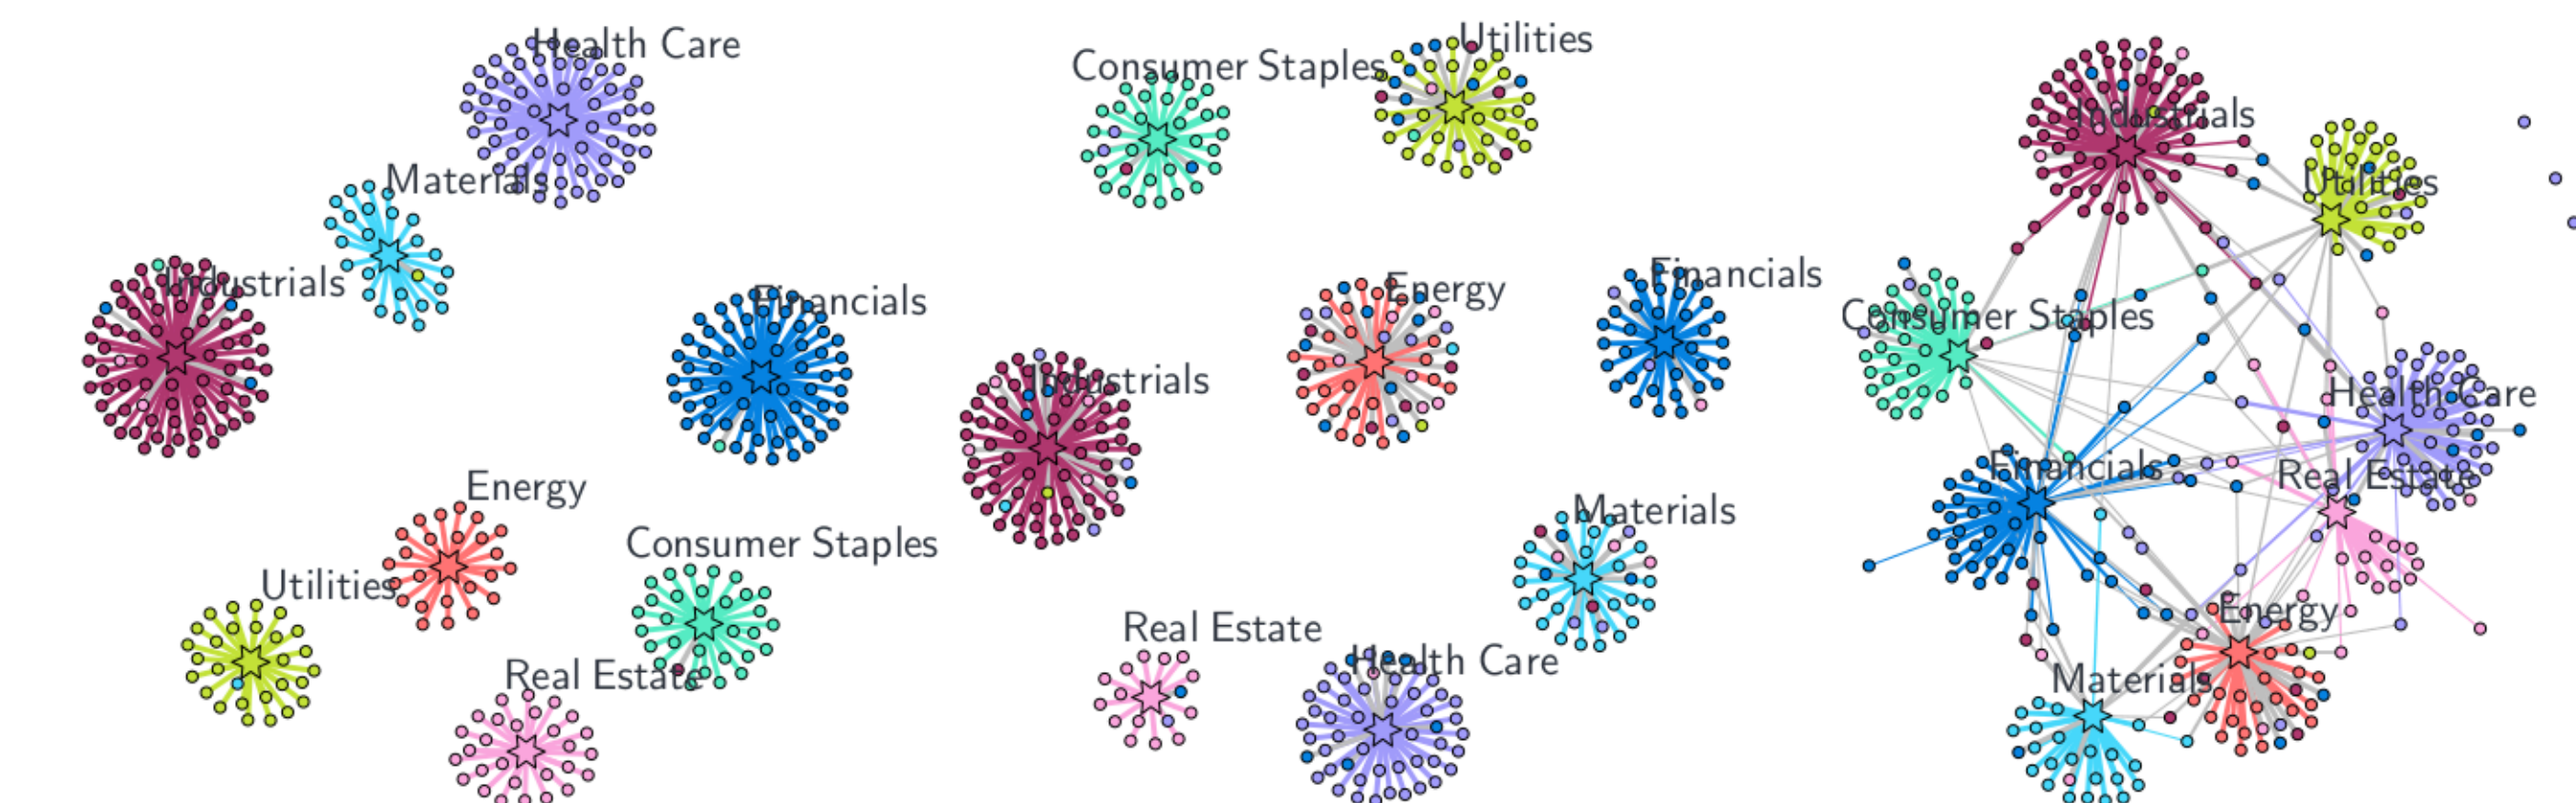 Health Care
Materials
Industrials
Financials
Energy
Consumer Staples
Utilities
Real Estate
Utilities
Consumer Staples
Financials
Energy
Industrials
Materials
Real Estate
Health Care
Industrials
Utilities
Consumer Staples
Health Care
Financials
Real Estate
Energy
Materials